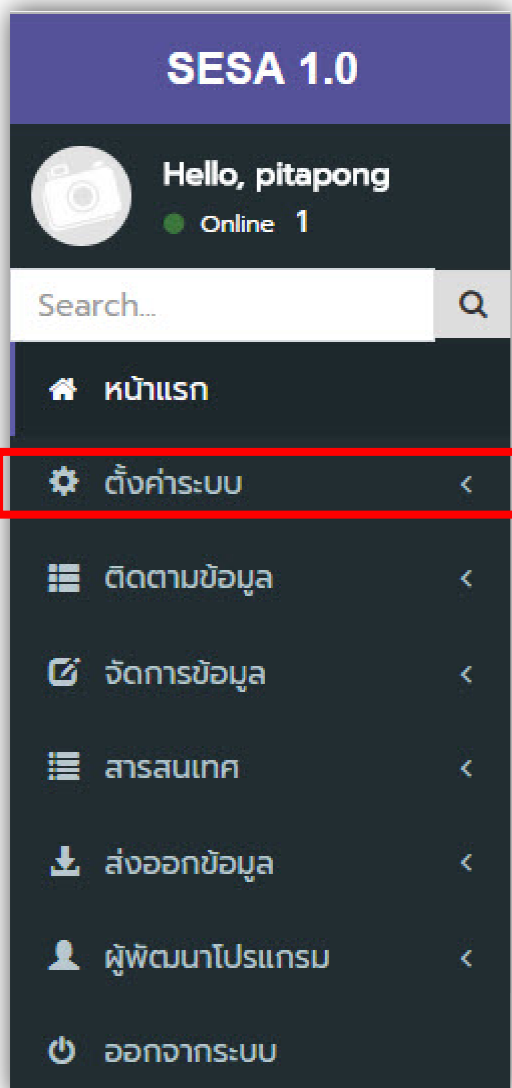 SESA 1.0
Hello, pitapong
Online 1
Search...
หน้าแรก
ตั้งค่าระบบ
ติดตามข้อมูล
จัดการข้อมูล
สารสนเทศ
ส่งออกข้อมูล
ผู้พัฒนาโปรแกรม
ออกจากระบบ